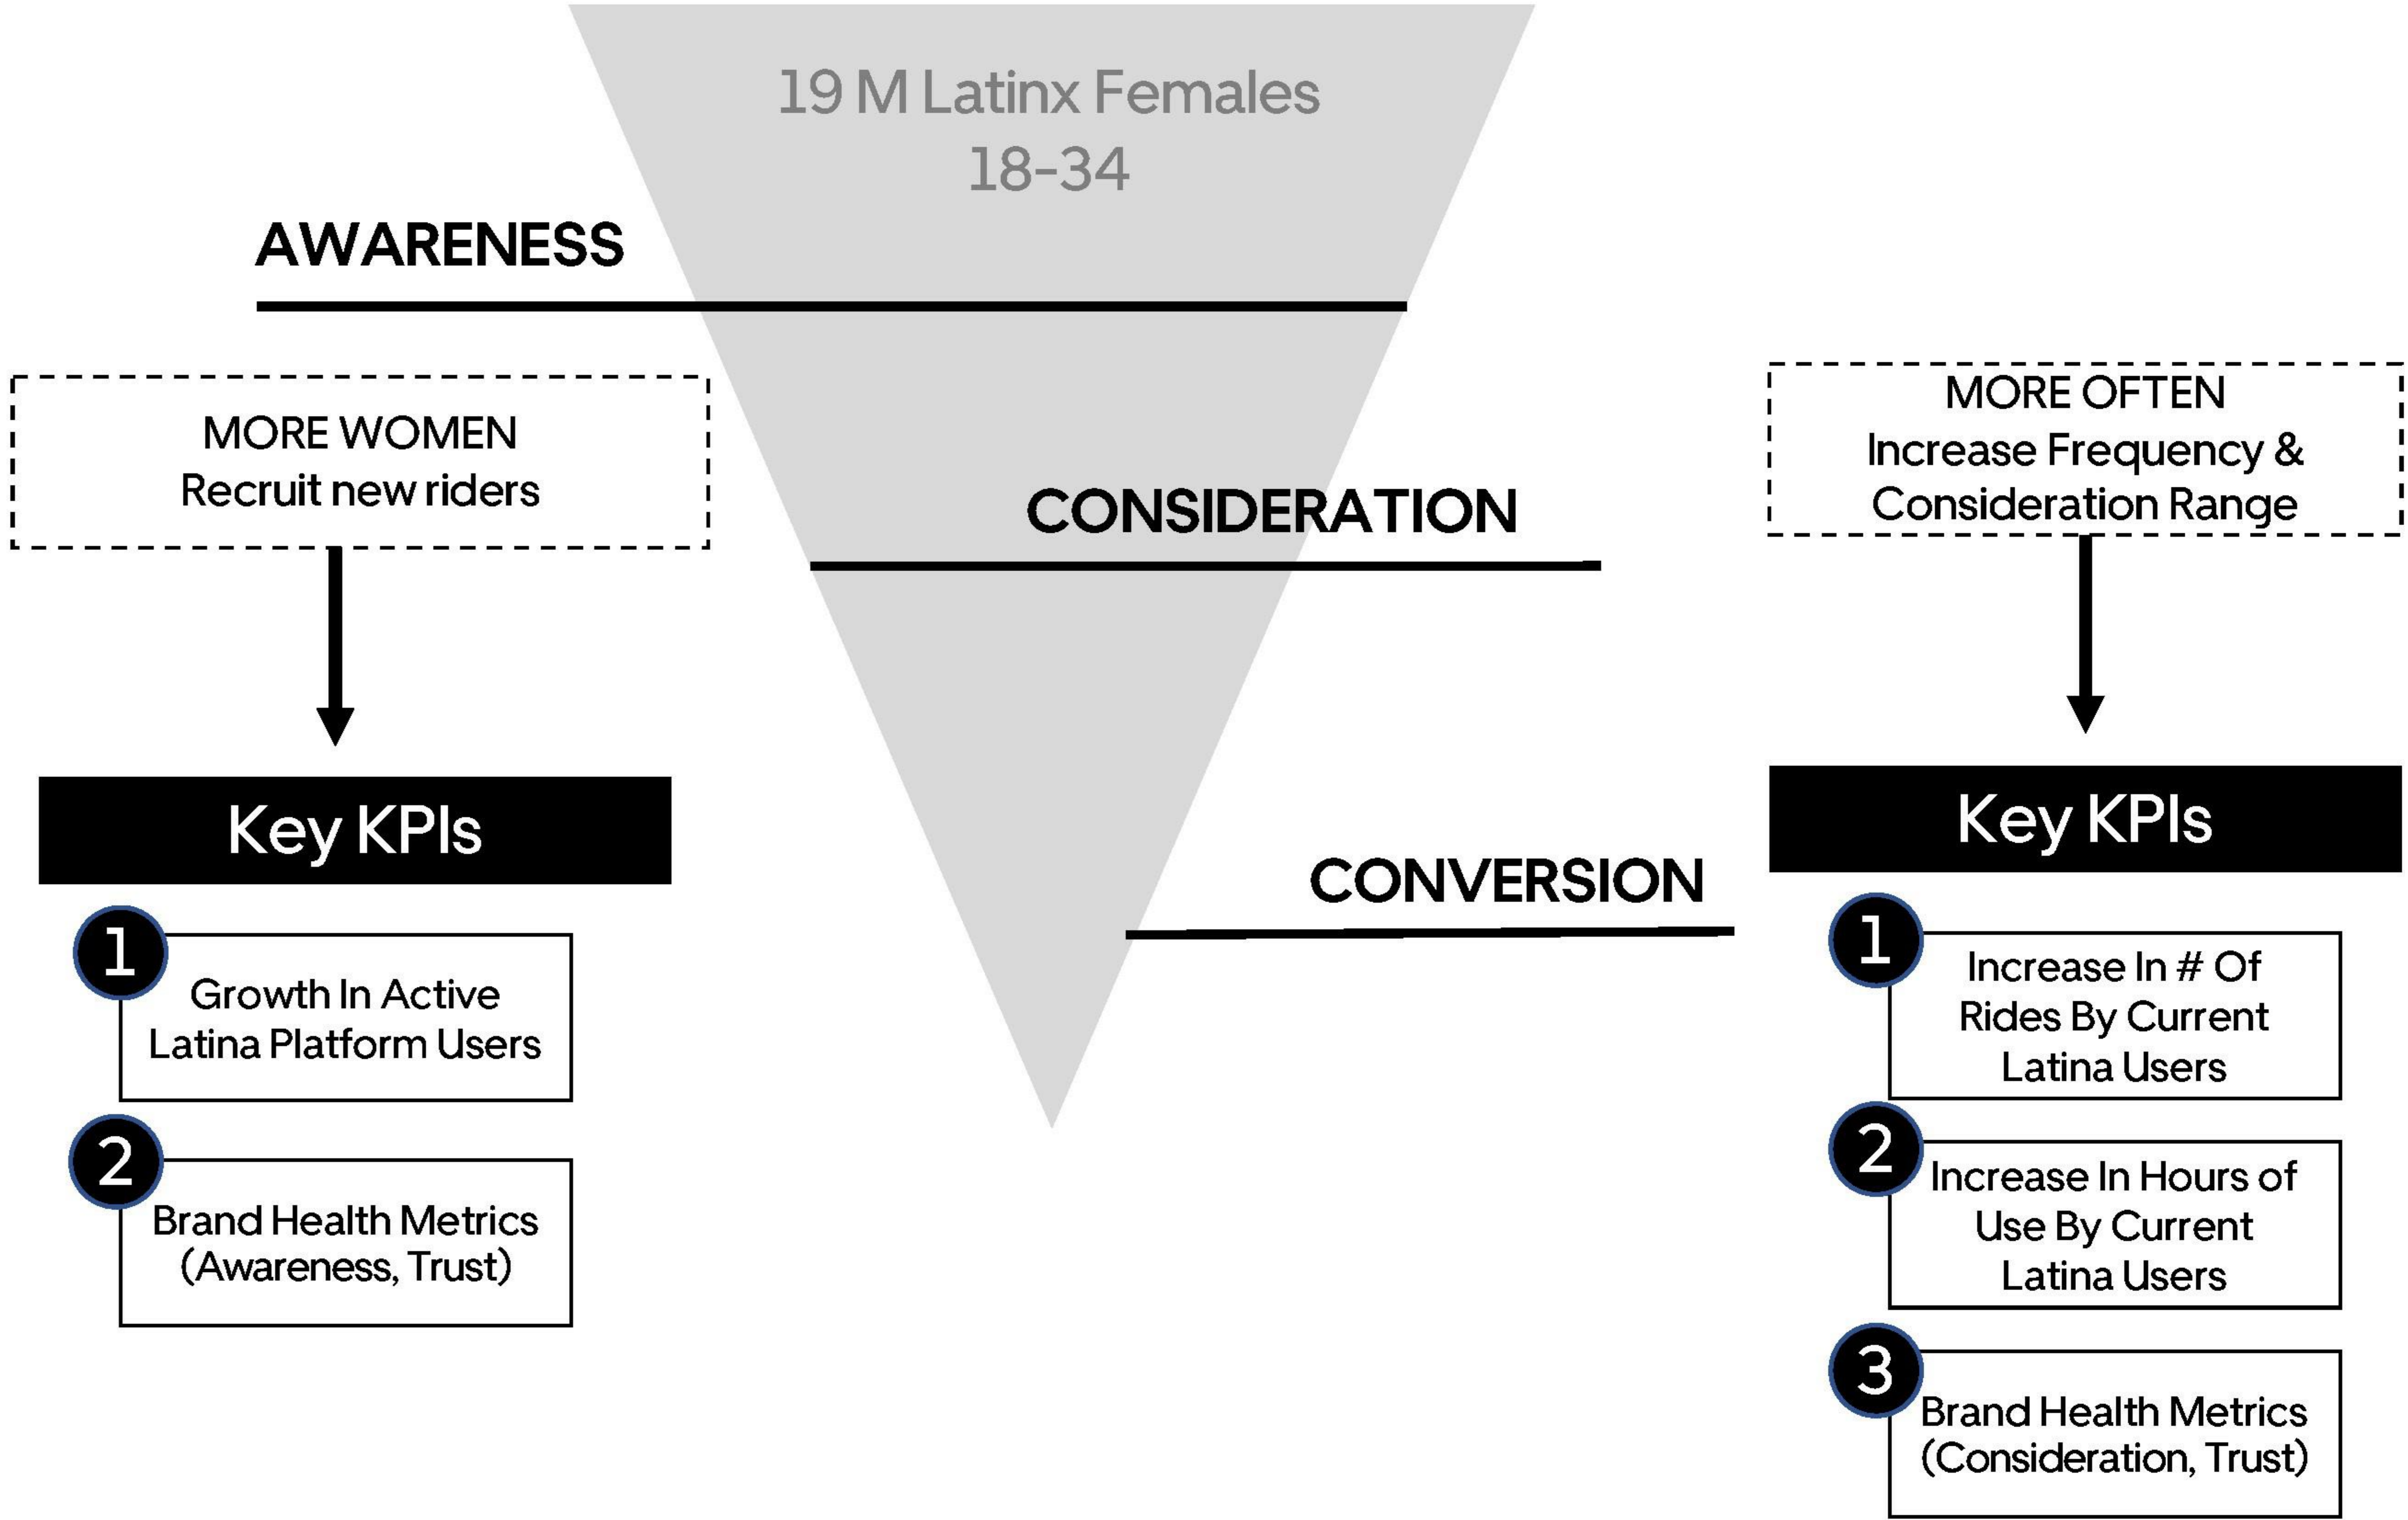 19 M Latinx Females
18-34
AWARENESS
MORE WOMEN
Recruit new riders
MORE OFTEN
Increase Frequency &
Consideration Range
CONSIDERATION
Key KPIs
Key KPIs
CONVERSION
1
Growth In Active
Latina Platform Users
2
Brand Health Metrics
(Awareness, Trust)
1
Increase In # Of
Rides By Current
Latina Users
2
Increase In Hours of
Use By Current
Latina Users
3
Brand Health Metrics
(Consideration, Trust)